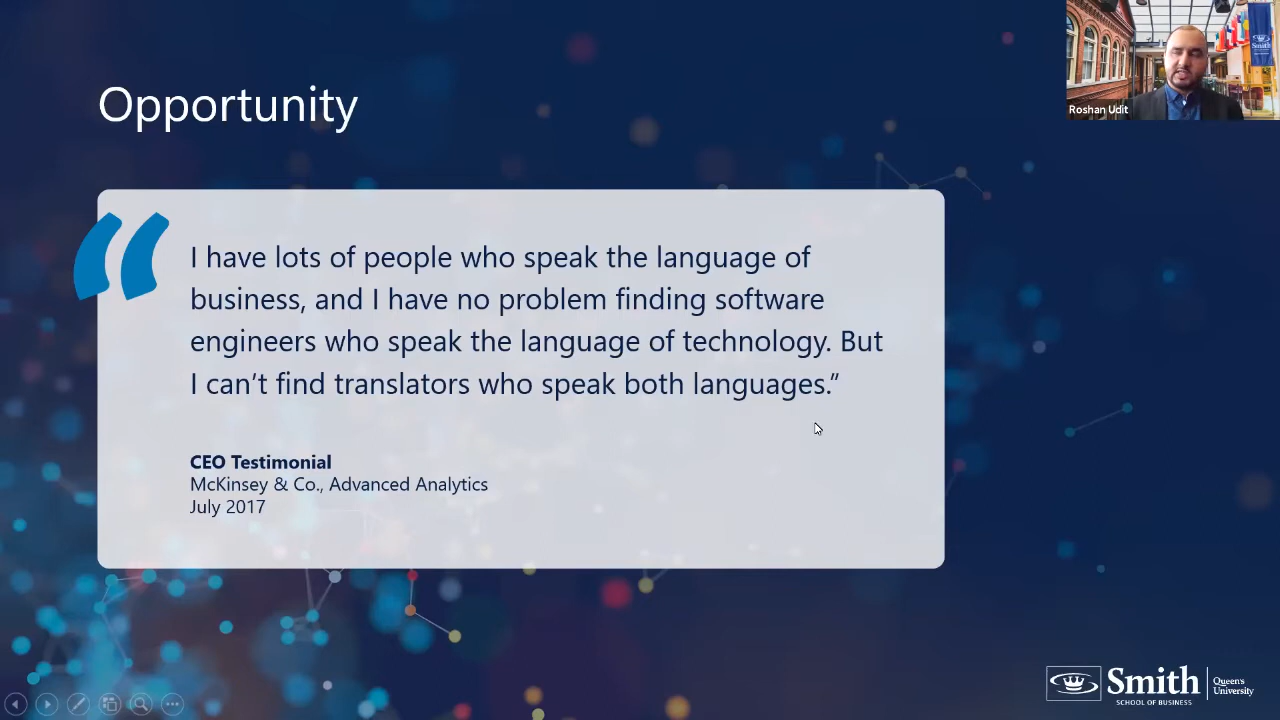 Opportunity
“
I have lots of people who speak the language of
business, and I have no problem finding software
engineers who speak the language of technology. But
I can’t find translators who speak both languages.”
CEO Testimonial
McKinsey & Co., Advanced Analytics
July 2017
Smith
Roshan Udit
Smith
SCHOOL OF BUSINESS
Queen's
University